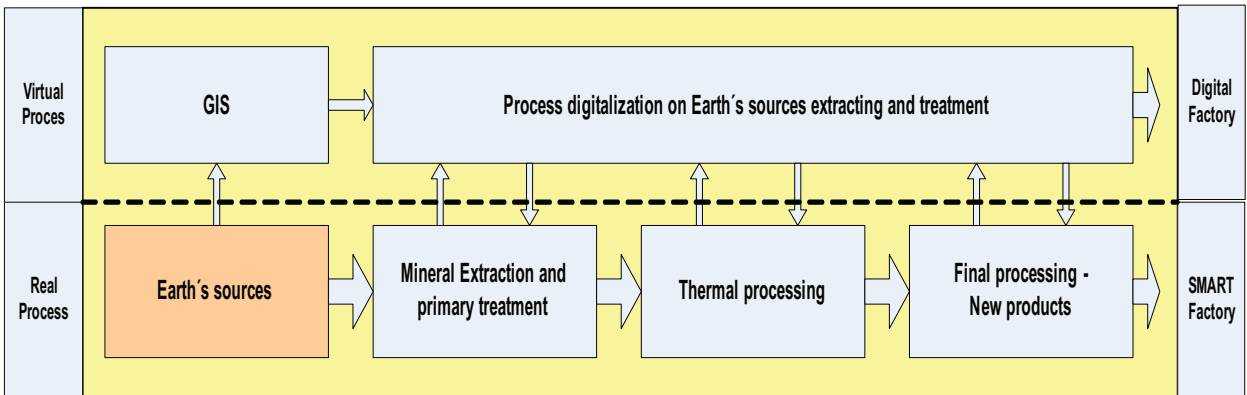 Virtual
Proces
GIS
Process digitalization on Earth´s sources extracting and treatment
Digital
Factory
Real
Process
Earth´s sources
Mineral Extraction and
primary treatment
Thermal processing
Final processing -
New products
SMART
Factory